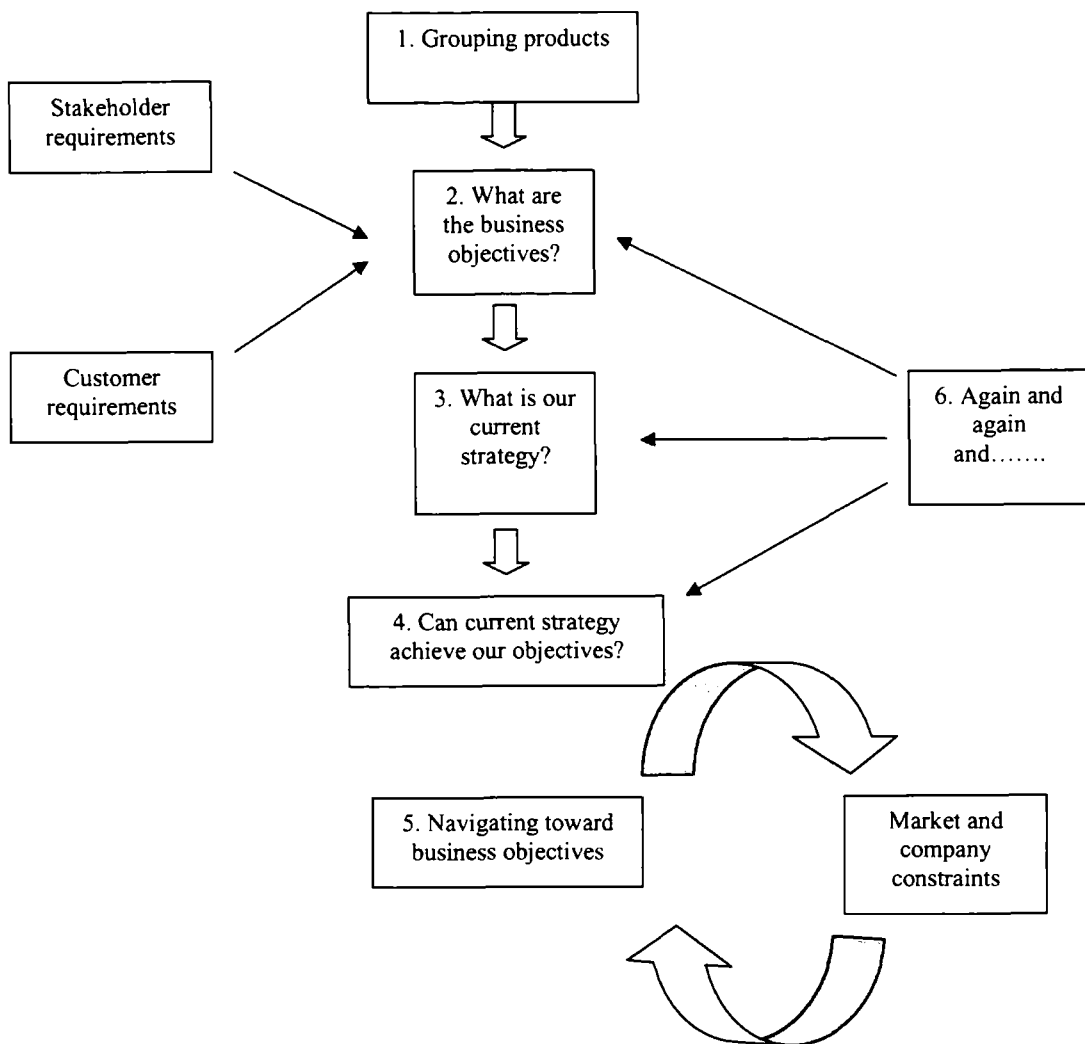 1. Grouping products
Stakeholder
requirements
2. What are
the business
objectives?
Customer
requirements
3. What is our
current
strategy?
6. Again and
again
and.......
4. Can current strategy
achieve our objectives?
5. Navigating toward
business objectives
Market and
company
constraints